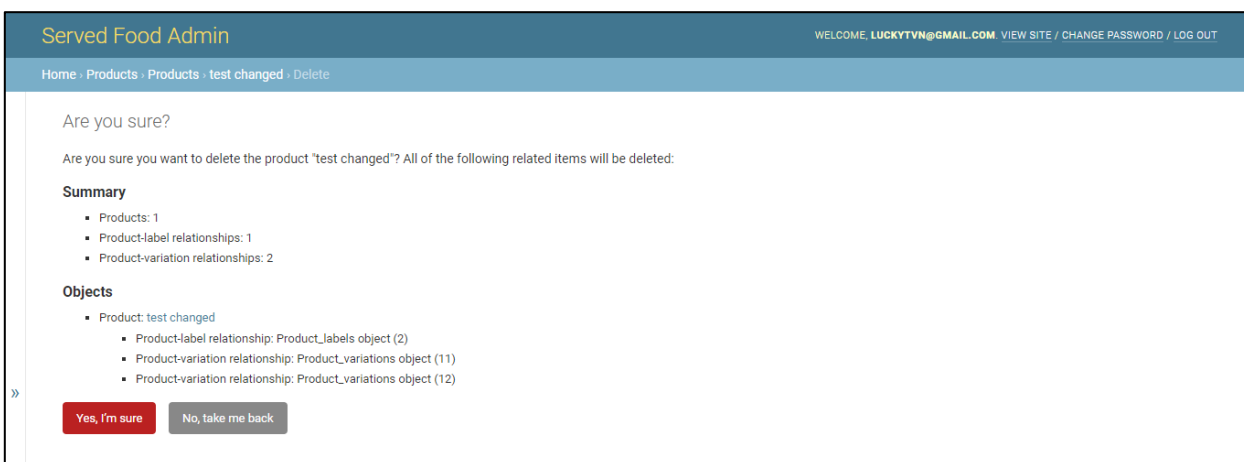 Served Food Admin
WELCOME, LUCKYTVN@GMAIL.COM. VIEW SITE / CHANGE PASSWORD / LOG OUT
Home › Products › Products › test changed › Delete
Are you sure?
Are you sure you want to delete the product "test changed"? All of the following related items will be deleted:
Summary
Products: 1
Product-label relationships: 1
Product-variation relationships: 2
Objects
Product: test changed
Product-label relationship: Product_labels object (2)
Product-variation relationship: Product_variations object (11)
Product-variation relationship: Product_variations object (12)
»
Yes, I'm sure No, take me back